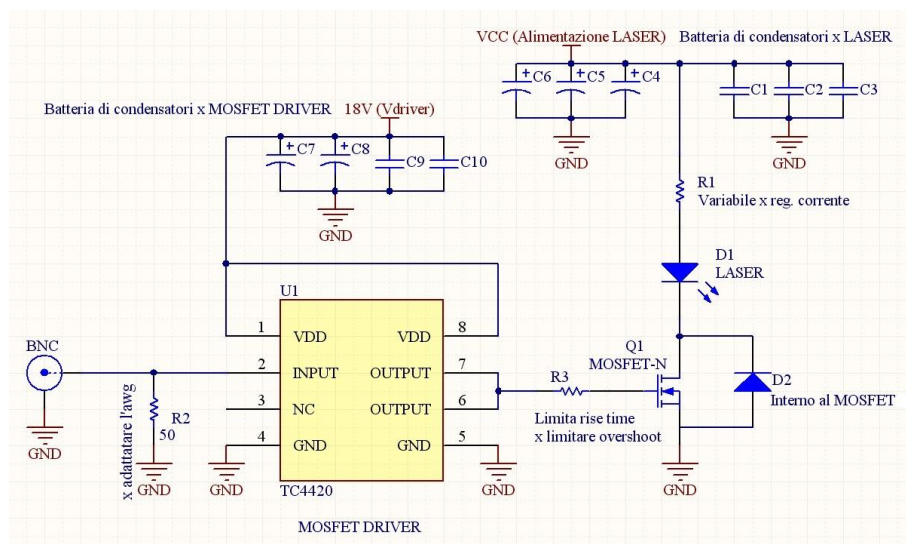 VCC (Alimentazione LASER)
Batteria di condensatori x LASER
C6
C5
C4
C1
C2
C3
GND
GND
Batteria di condensatori x MOSFET DRIVER
18V (Vdriver)
C7
C8
C9
C10
GND
R1
Variabile x reg. corrente
D1
LASER
U1
1
VDD
VDD
8
BNC
2
INPUT
OUTPUT
7
3
NC
OUTPUT
6
4
GND
GND
5
TC4420
MOSFET DRIVER
GND
x adattatare l'awg
R2
50
GND
GND
GND
R3
Limita rise time
x limitare overshoot
Q1
MOSFET-N
D2
Interno al MOSFET
GND